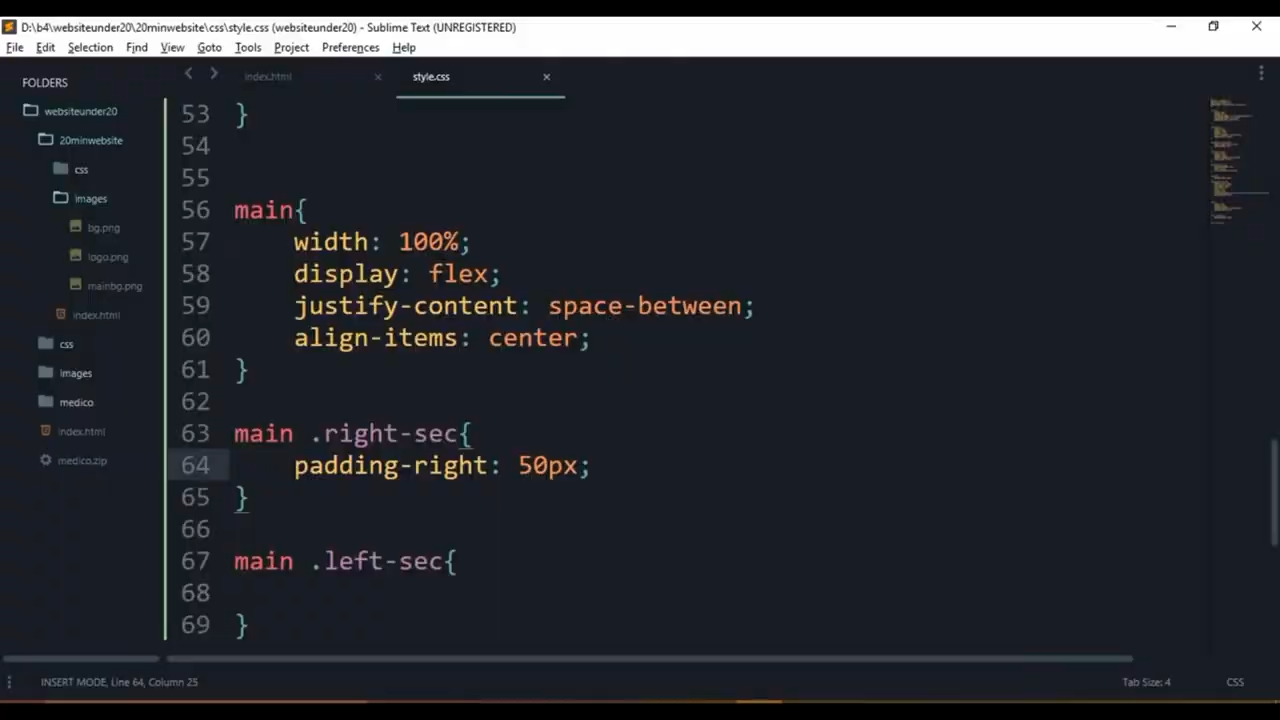 D:\b4\websiteunder20\20minwebsite\css\style.css (websiteunder20) - Sublime Text (UNREGISTERED)
File Edit Selection Find View Goto Tools Project Preferences Help
FOLDERS
websiteunder20
20minwebsite
css
images
bg.png
logo.png
mainbg.png
index.html
css
images
medico
index.html
medico.zip
index.html style.css
53 }
54
55
56 main{
57 width: 100%;
58 display: flex;
59 justify-content: space-between;
60 align-items: center;
61 }
62
63 main .right-sec{
64 padding-right: 50px;
65 }
66
67 main .left-sec{
68
69 }
INSERT MODE, Line 64, Column 25 Tab Size: 4 CSS